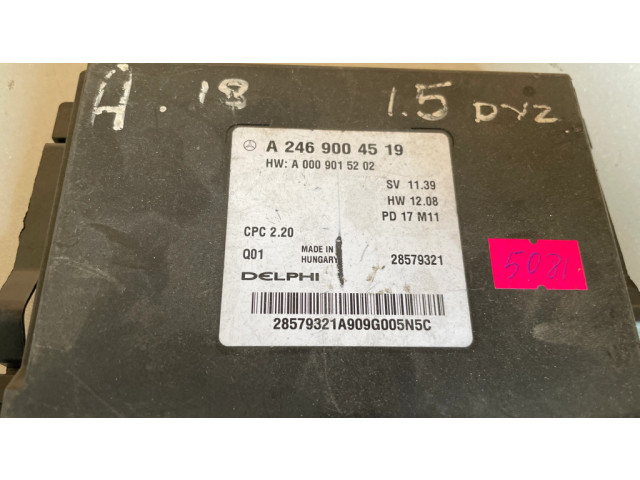 A . 18 1.5 DYZ
A 246 900 45 19
HW: A 000 901 52 02
SV 11.39
HW 12.08
PD 17 M11
CPC 2.20
Q01 MADE IN HUNGARY 28579321
DELPHI
28579321A909G005N5C
5081